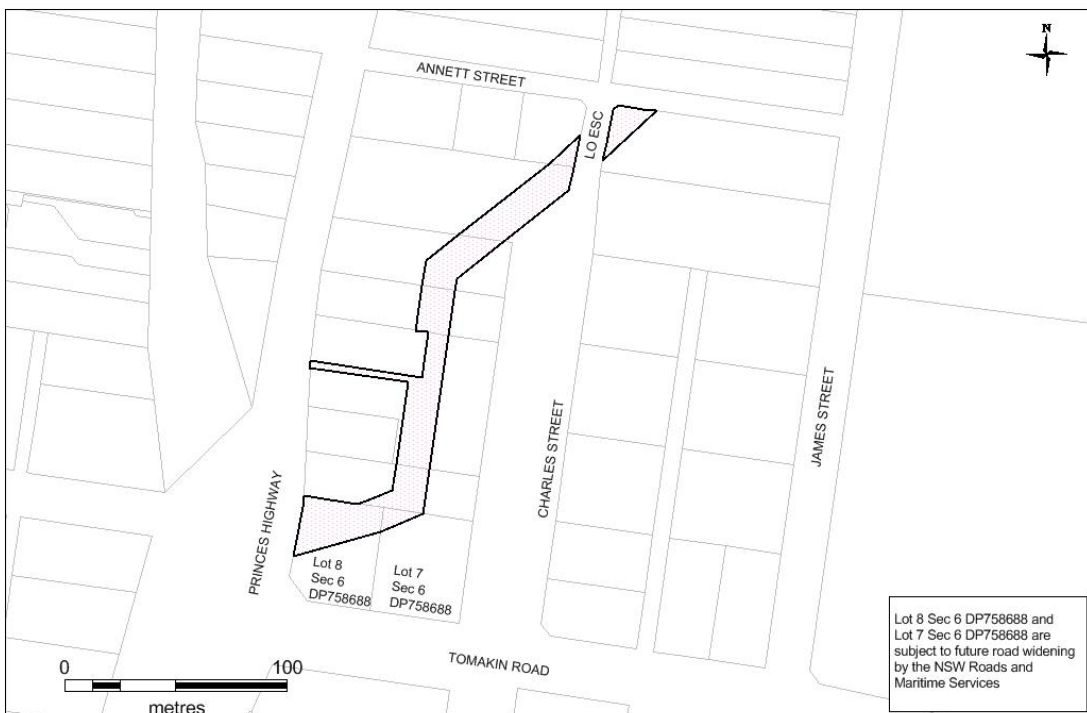 N
ANNETT STREET
LO ESC
JAMES STREET
CHARLES STREET
PRINCES HIGHWAY
Lot 8
Sec 6
DP758688
Lot 7
Sec 6
DP758688
TOMAKIN ROAD
0 100
metres
Lot 8 Sec 6 DP758688 and
Lot 7 Sec 6 DP758688 are
subject to future road widening
by the NSW Roads and
Maritime Services